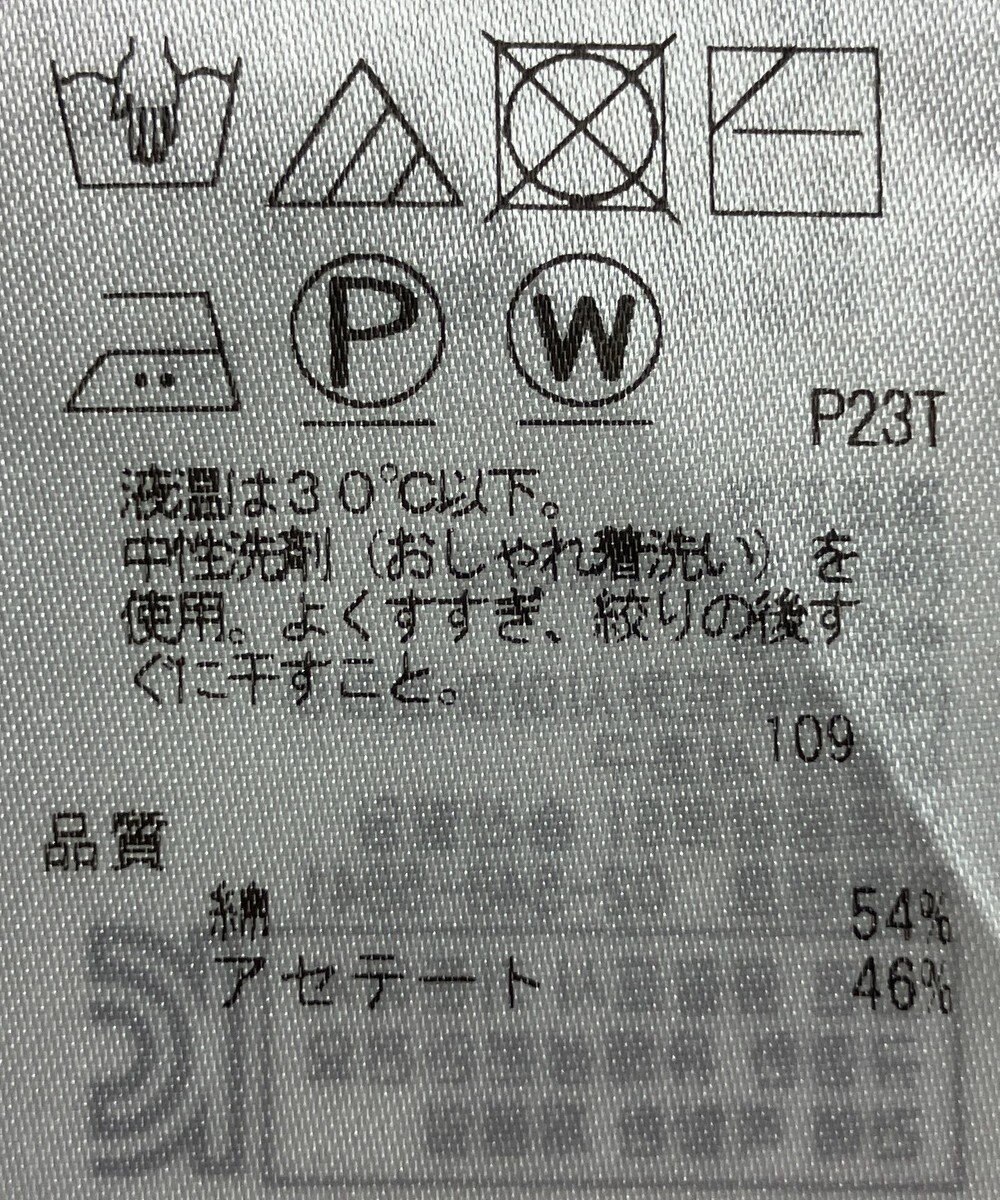 P
W
P23T
液温は30℃以下。
中性洗剤（おしゃれ着洗い）を
使用。よくすすぎ、絞りの後す
ぐに干すこと。
109
品質
綿 54%
アセテート 46%